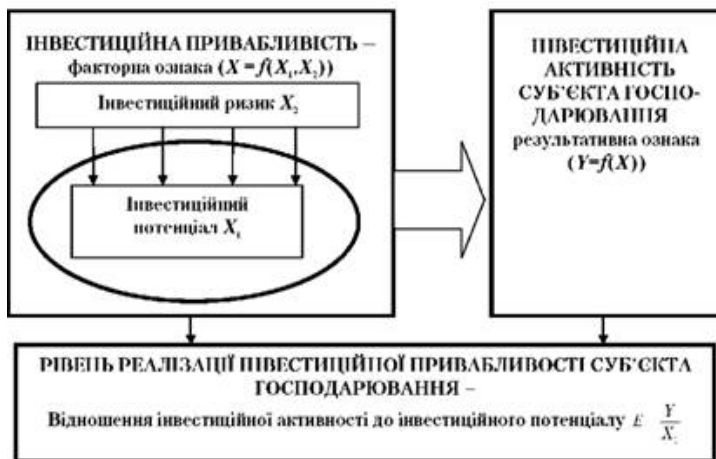 ІНВЕСТИЦІЙНА ПРИВАБЛИВІСТЬ –
факторна ознака (X = f(X₁, X₂))
Інвестиційний ризик X₂
Інвестиційний
потенціал X₁
ІНВЕСТИЦІЙНА
АКТИВНІСТЬ
СУБ'ЄКТА ГОСПО-
ДАРЮВАННЯ
результативна ознака
(Y=f(X))
РІВЕНЬ РЕАЛІЗАЦІЇ ІНВЕСТИЦІЙНОЇ ПРИВАБЛИВОСТІ СУБ'ЄКТА
ГОСПОДАРЮВАННЯ –
Відношення інвестиційної активності до інвестиційного потенціалу E Y
X